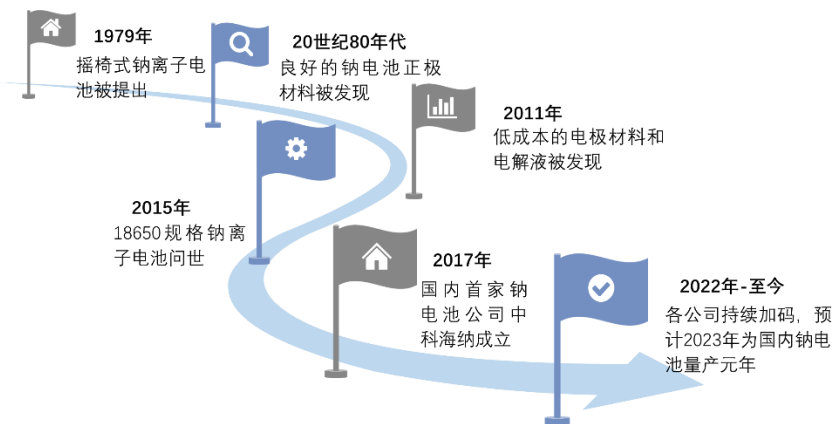 1979年
摇椅式钠离子电
池被提出
20世纪80年代
良好的钠电池正极
材料被发现
2011年
低成本的电极材料和
电解液被发现
2015年
18650规格钠离
子电池问世
2017年
国内首家钠
电池公司中
科海纳成立
2022年-至今
各公司持续加码，预
计2023年为国内钠电
池量产元年